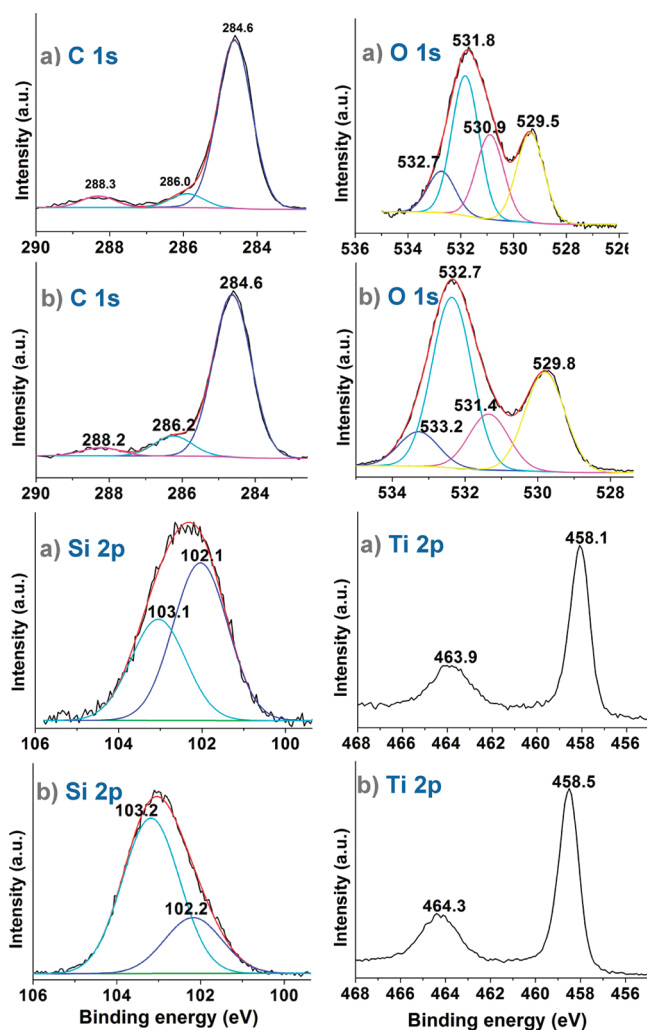 a) C 1s
284.6
286.0
288.3
Intensity (a.u.)
290 288 286 284
a) O 1s
531.8
530.9
529.5
532.7
Intensity (a.u.)
536 534 532 530 528 526
b) C 1s
284.6
286.2
288.2
Intensity (a.u.)
290 288 286 284
b) O 1s
532.7
529.8
531.4
533.2
Intensity (a.u.)
534 532 530 528
a) Si 2p
102.1
103.1
Intensity (a.u.)
106 104 102 100
a) Ti 2p
458.1
463.9
Intensity (a.u.)
468 466 464 462 460 458 456
b) Si 2p
103.2
102.2
Intensity (a.u.)
106 104 102 100
Binding energy (eV)
b) Ti 2p
458.5
464.3
Intensity (a.u.)
468 466 464 462 460 458 456
Binding energy (eV)